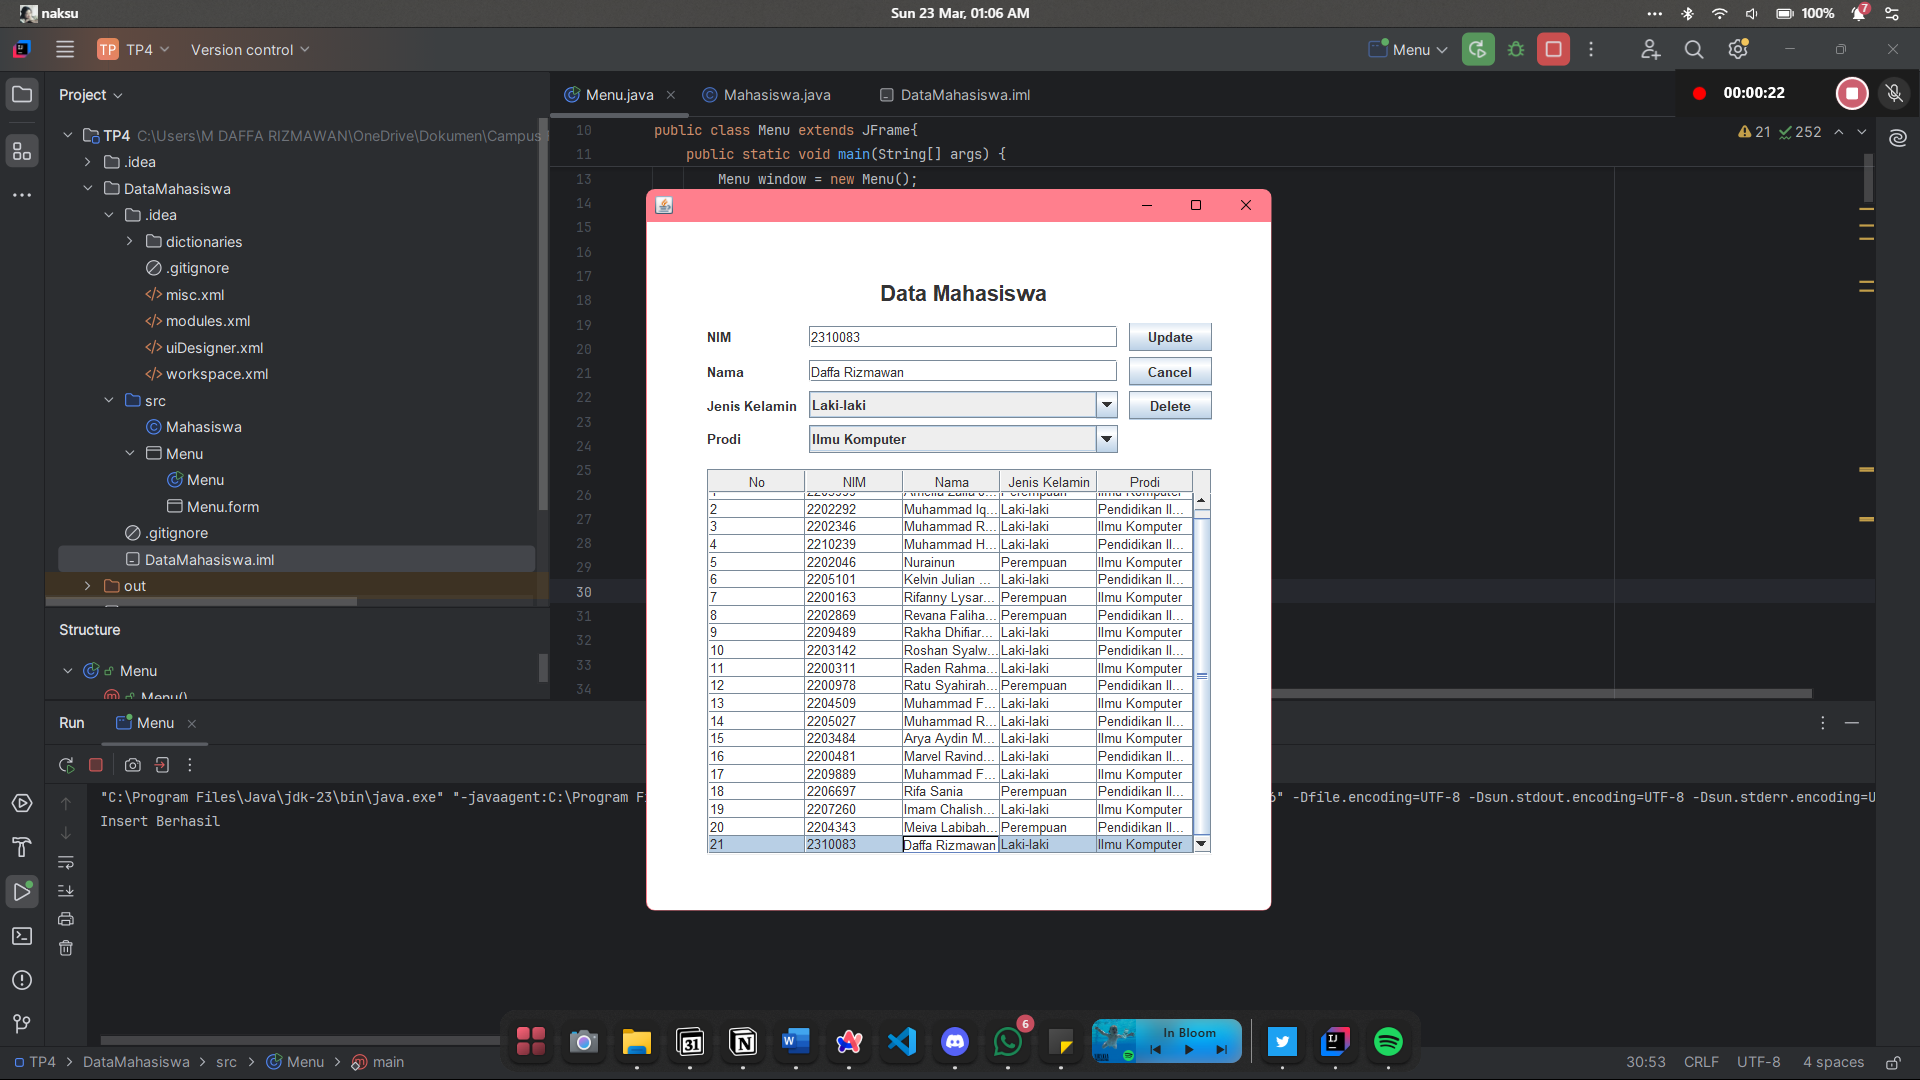 naksu
Sun 23 Mar, 01:06 AM
100%
7
TP TP4
Version control
Menu
Project
Menu.java
Mahasiswa.java
DataMahasiswa.iml
00:00:22
TP4 C:\Users\M DAFFA RIZMAWAN\OneDrive\Dokumen\Campus
.idea
DataMahasiswa
.idea
dictionaries
.gitignore
misc.xml
modules.xml
uiDesigner.xml
workspace.xml
src
Mahasiswa
Menu
Menu
Menu.form
.gitignore
DataMahasiswa.iml
out
10 public class Menu extends JFrame{
11 public static void main(String[] args) {
13 Menu window = new Menu();
14
15
16
17
18
19
20
21
22
23
24
25
26
27
28
29
30
31
32
33
34
21 252
Data Mahasiswa
NIM 2310083 Update
Nama Daffa Rizmawan Cancel
Jenis Kelamin Laki-laki Delete
Prodi Ilmu Komputer
No NIM Nama Jenis Kelamin Prodi
2 2202292 Muhammad Iq... Laki-laki Pendidikan Il...
3 2202346 Muhammad R... Laki-laki Ilmu Komputer
4 2210239 Muhammad H... Laki-laki Pendidikan Il...
5 2202046 Nurainun Perempuan Ilmu Komputer
6 2205101 Kelvin Julian ... Laki-laki Pendidikan Il...
7 2200163 Rifanny Lysar... Perempuan Ilmu Komputer
8 2202869 Revana Faliha... Perempuan Pendidikan Il...
9 2209489 Rakha Dhifiar... Laki-laki Ilmu Komputer
10 2203142 Roshan Syalw... Laki-laki Pendidikan Il...
11 2200311 Raden Rahma... Laki-laki Ilmu Komputer
12 2200978 Ratu Syahirah... Perempuan Pendidikan Il...
13 2204509 Muhammad F... Laki-laki Ilmu Komputer
14 2205027 Muhammad R... Laki-laki Pendidikan Il...
15 2203484 Arya Aydin M... Laki-laki Ilmu Komputer
16 2200481 Marvel Ravind... Laki-laki Pendidikan Il...
17 2209889 Muhammad F... Laki-laki Ilmu Komputer
18 2206697 Rifa Sania Perempuan Pendidikan Il...
19 2207260 Imam Chalish... Laki-laki Ilmu Komputer
20 2204343 Meiva Labibah... Perempuan Pendidikan Il...
21 2310083 Daffa Rizmawan Laki-laki Ilmu Komputer
Structure
Menu
Menu()
Run Menu
"C:\Program Files\Java\jdk-23\bin\java.exe" "-javaagent:C:\Program F
" -Dfile.encoding=UTF-8 -Dsun.stdout.encoding=UTF-8 -Dsun.stderr.encoding=U
Insert Berhasil
31
6
In Bloom
TP4 > DataMahasiswa > src > Menu > main
30:53 CRLF UTF-8 4 spaces